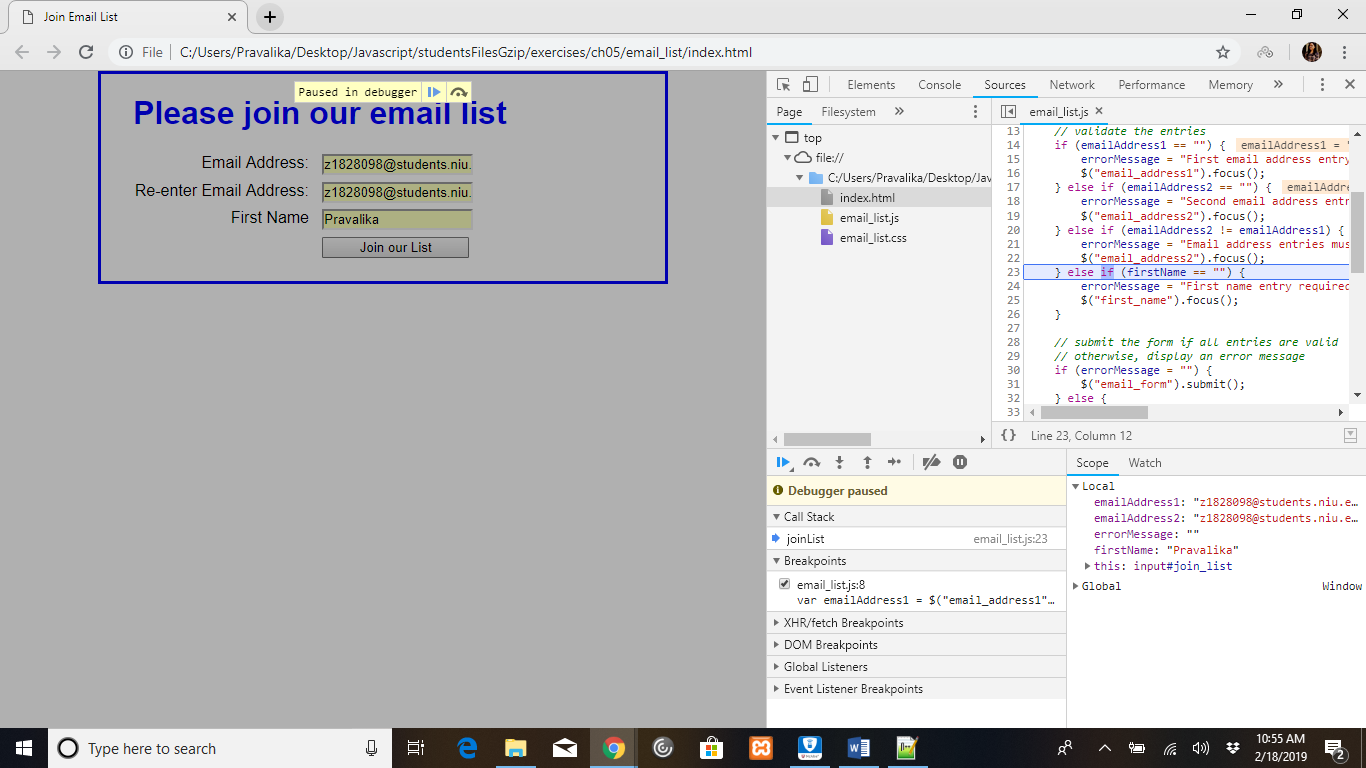 Join Email List
File
C:/Users/Pravalika/Desktop/Javascript/studentsFilesGzip/exercises/ch05/email_list/index.html
Paused in debugger
Please join our email list
Email Address:
z1828098@students.niu.
Re-enter Email Address:
z1828098@students.niu.
First Name
Pravalika
Join our List
Elements Console Sources Network Performance Memory »
Page Filesystem »
top
file://
C:/Users/Pravalika/Desktop/Jav
index.html
email_list.js
email_list.css
email_list.js
13 // validate the entries
14 if (emailAddress1 == "") { emailAddress1 = "
15 errorMessage = "First email address entry
16 $("email_address1").focus();
17 } else if (emailAddress2 == "") { emailAddre
18 errorMessage = "Second email address entr
19 $("email_address2").focus();
20 } else if (emailAddress2 != emailAddress1) {
21 errorMessage = "Email address entries mus
22 $("email_address2").focus();
23 } else if (firstName == "") {
24 errorMessage = "First name entry required
25 $("first_name").focus();
26 }
27
28 // submit the form if all entries are valid
29 // otherwise, display an error message
30 if (errorMessage = "") {
31 $("email_form").submit();
32 } else {
33
{} Line 23, Column 12
Debugger paused
Call Stack
joinList email_list.js:23
Breakpoints
email_list.js:8
var emailAddress1 = $("email_address1"…
XHR/fetch Breakpoints
DOM Breakpoints
Global Listeners
Event Listener Breakpoints
Scope Watch
Local
emailAddress1: "z1828098@students.niu.e…
emailAddress2: "z1828098@students.niu.e…
errorMessage: ""
firstName: "Pravalika"
this: input#join_list
Global Window
Type here to search
10:55 AM
2/18/2019
2